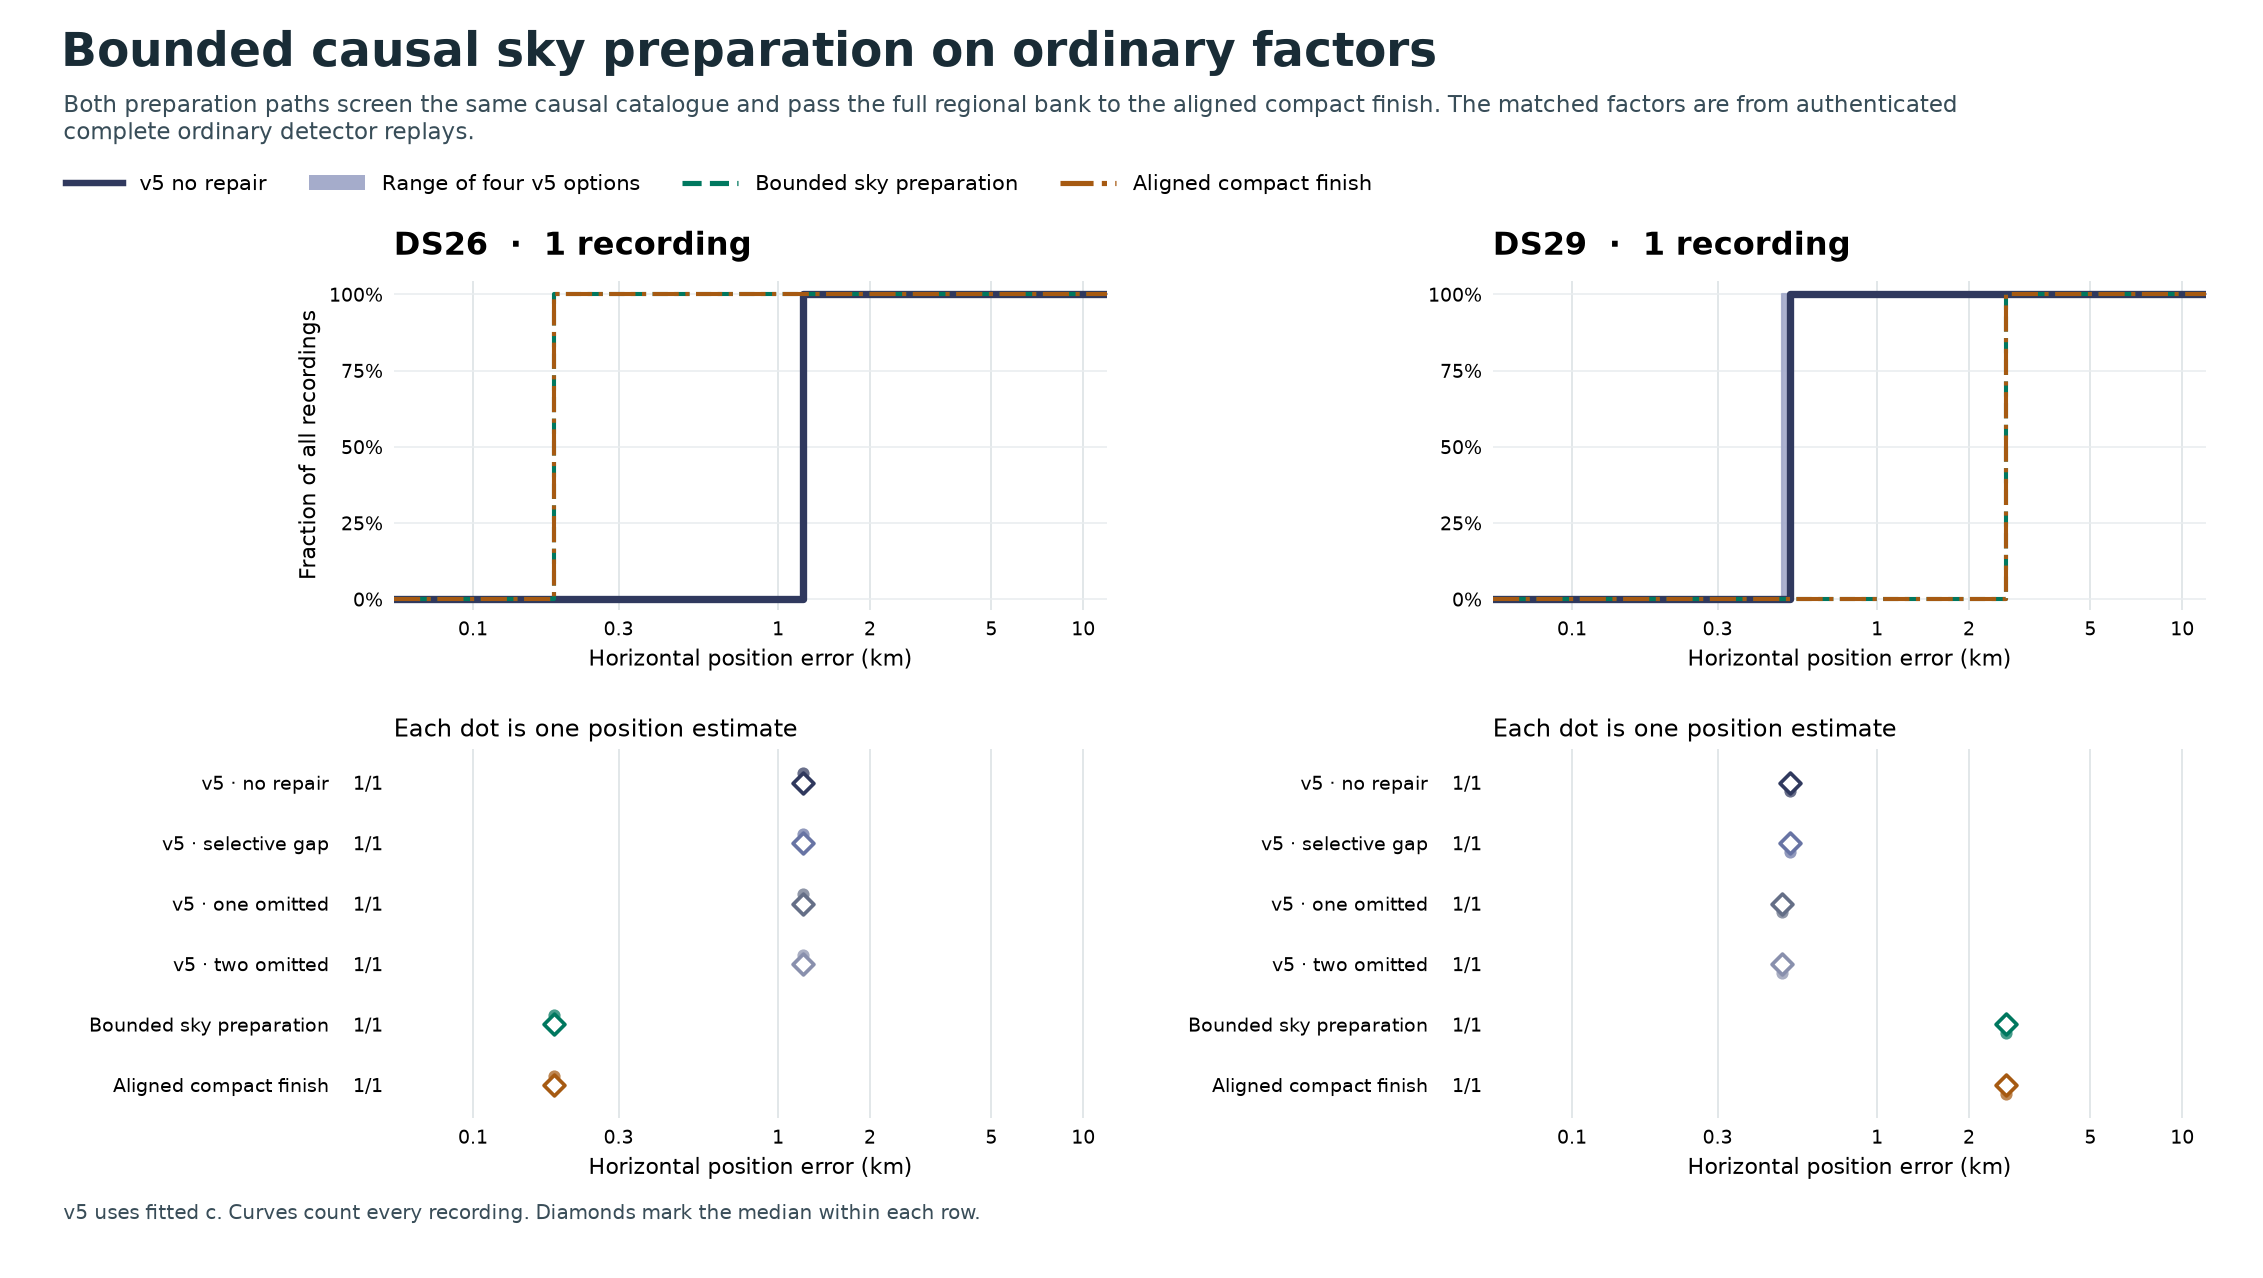 Bounded causal sky preparation on ordinary factors
Both preparation paths screen the same causal catalogue and pass the full regional bank to the aligned compact finish. The matched factors are from authenticated
complete ordinary detector replays.
v5 no repair
Range of four v5 options
Bounded sky preparation
Aligned compact finish
DS26 · 1 recording
Fraction of all recordings
100%
75%
50%
25%
0%
0.1 0.3 1 2 5 10
Horizontal position error (km)
DS29 · 1 recording
100%
75%
50%
25%
0%
0.1 0.3 1 2 5 10
Horizontal position error (km)
Each dot is one position estimate
v5 · no repair 1/1
v5 · selective gap 1/1
v5 · one omitted 1/1
v5 · two omitted 1/1
Bounded sky preparation 1/1
Aligned compact finish 1/1
0.1 0.3 1 2 5 10
Horizontal position error (km)
Each dot is one position estimate
v5 · no repair 1/1
v5 · selective gap 1/1
v5 · one omitted 1/1
v5 · two omitted 1/1
Bounded sky preparation 1/1
Aligned compact finish 1/1
0.1 0.3 1 2 5 10
Horizontal position error (km)
v5 uses fitted c. Curves count every recording. Diamonds mark the median within each row.